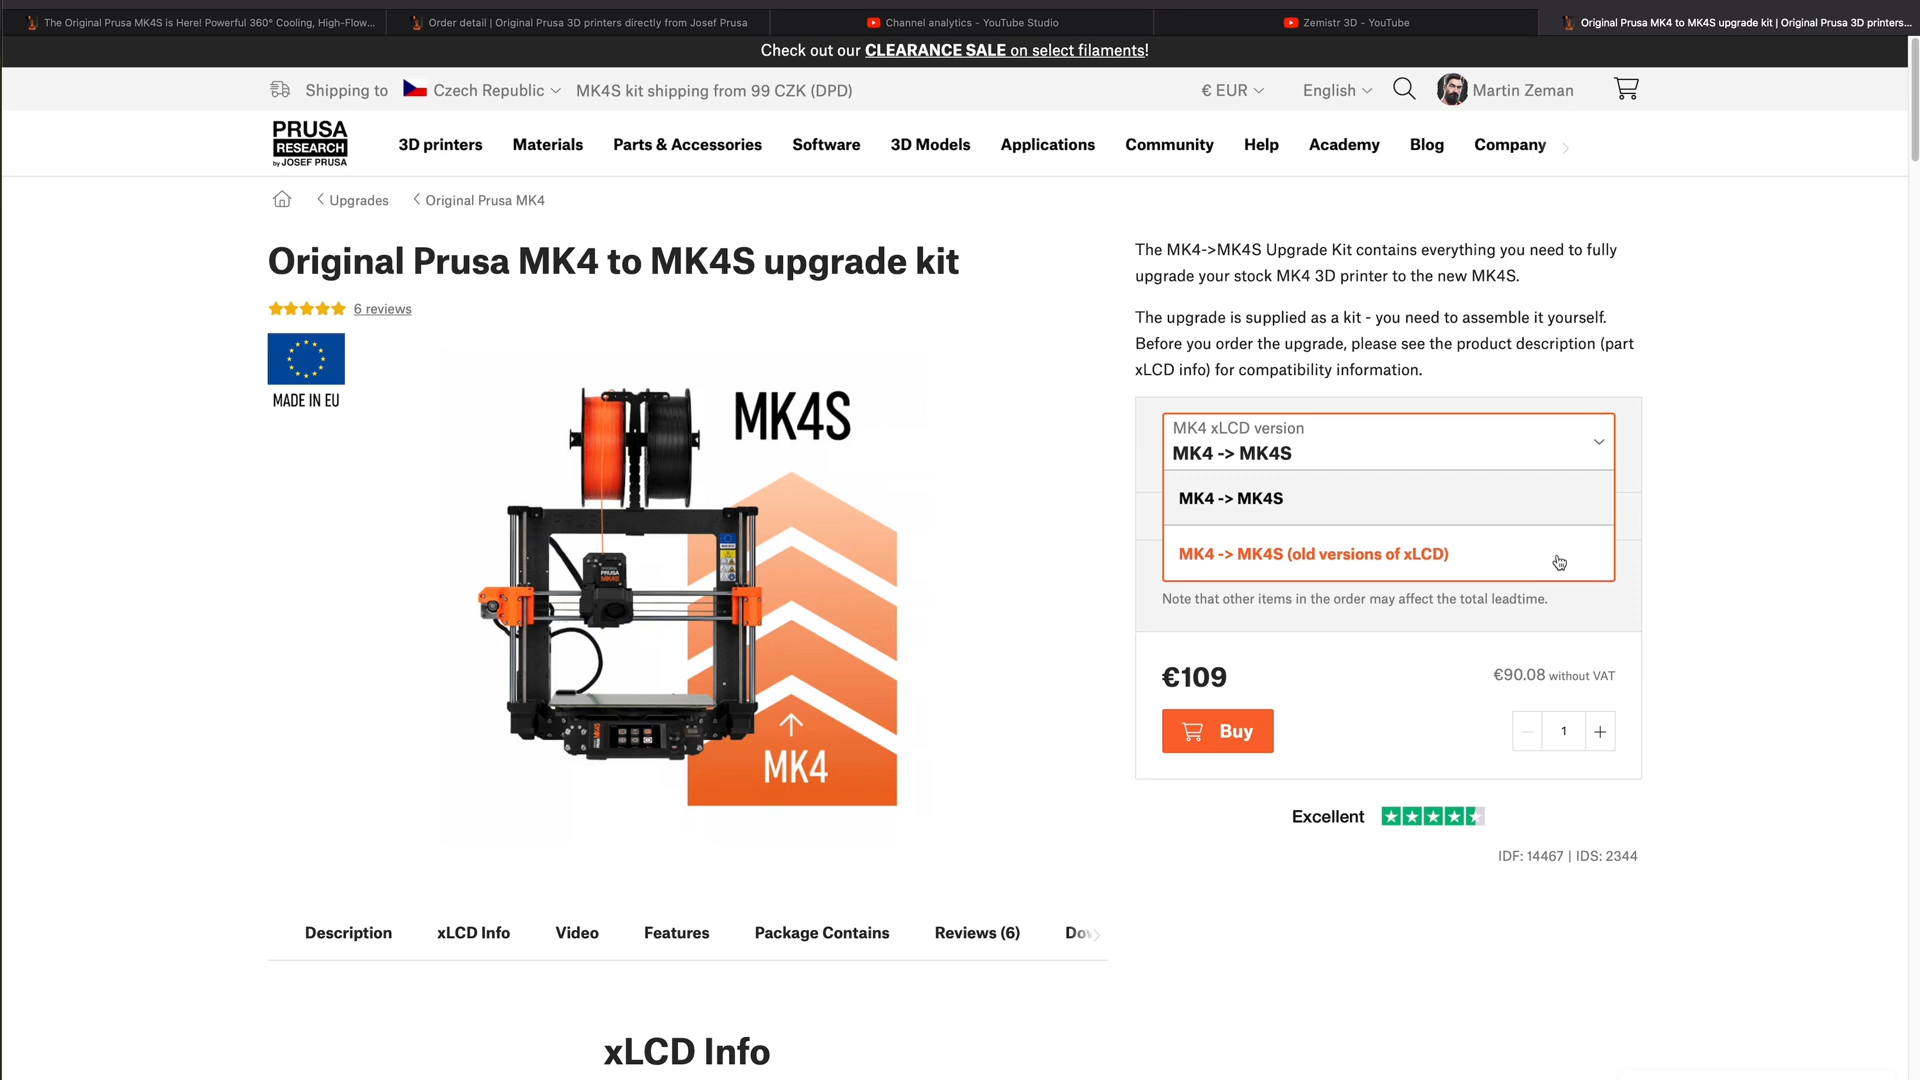 The Original Prusa MK4S is Here! Powerful 360° Cooling, High-Flow...
Order detail | Original Prusa 3D printers directly from Josef Prusa
Channel analytics - YouTube Studio
Zemistr 3D - YouTube
Original Prusa MK4 to MK4S upgrade kit | Original Prusa 3D printers...
Check out our CLEARANCE SALE on select filaments!
Shipping to
Czech Republic
MK4S kit shipping from 99 CZK (DPD)
€ EUR
English
Martin Zeman
PRUSA
RESEARCH
by JOSEF PRUSA
3D printers
Materials
Parts & Accessories
Software
3D Models
Applications
Community
Help
Academy
Blog
Company
Upgrades
Original Prusa MK4
Original Prusa MK4 to MK4S upgrade kit
6 reviews
MADE IN EU
MK4S
MK4
The MK4->MK4S Upgrade Kit contains everything you need to fully
upgrade your stock MK4 3D printer to the new MK4S.
The upgrade is supplied as a kit - you need to assemble it yourself.
Before you order the upgrade, please see the product description (part
xLCD info) for compatibility information.
MK4 xLCD version
MK4 -> MK4S
MK4 -> MK4S
MK4 -> MK4S (old versions of xLCD)
Note that other items in the order may affect the total leadtime.
€109
€90.08 without VAT
Buy
1
Excellent
IDF: 14467 | IDS: 2344
Description
xLCD Info
Video
Features
Package Contains
Reviews (6)
xLCD Info